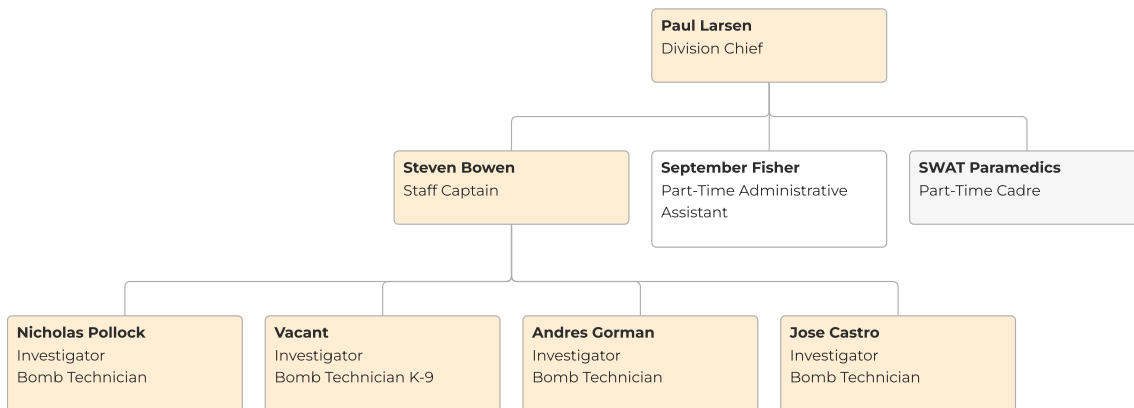 Paul Larsen
Division Chief
Steven Bowen
Staff Captain
September Fisher
Part-Time Administrative
Assistant
SWAT Paramedics
Part-Time Cadre
Nicholas Pollock
Investigator
Bomb Technician
Vacant
Investigator
Bomb Technician K-9
Andres Gorman
Investigator
Bomb Technician
Jose Castro
Investigator
Bomb Technician